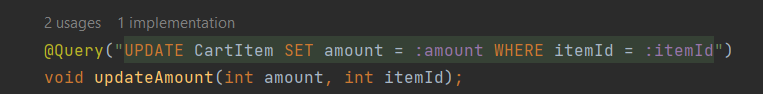 2 usages 1 implementation
@Query("UPDATE CartItem SET amount = :amount WHERE itemId = :itemId")
void updateAmount(int amount, int itemId);